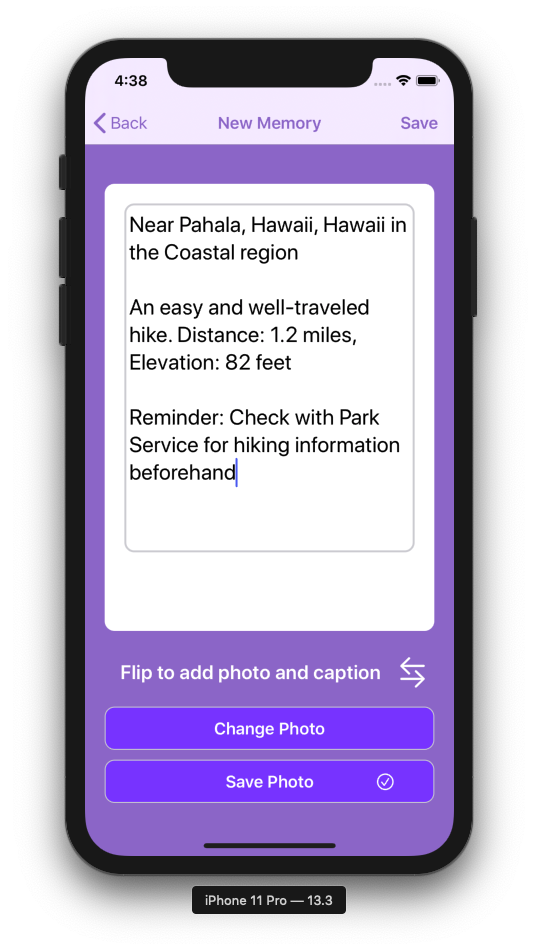 4:38
Back
New Memory
Save
Near Pahala, Hawaii, Hawaii in
the Coastal region
An easy and well-traveled
hike. Distance: 1.2 miles,
Elevation: 82 feet
Reminder: Check with Park
Service for hiking information
beforehand
Flip to add photo and caption
Change Photo
Save Photo
iPhone 11 Pro — 13.3